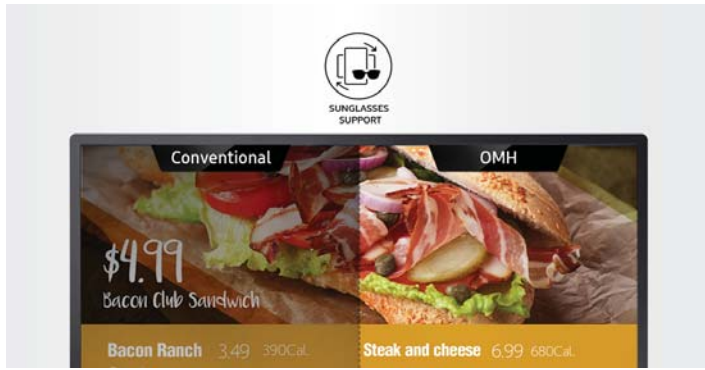 SUNGLASSES
SUPPORT
Conventional
OMH
$4.99
Bacon Club Sandwich
Bacon Ranch 3.49 390Cal.
Steak and cheese 6.99 680Cal.